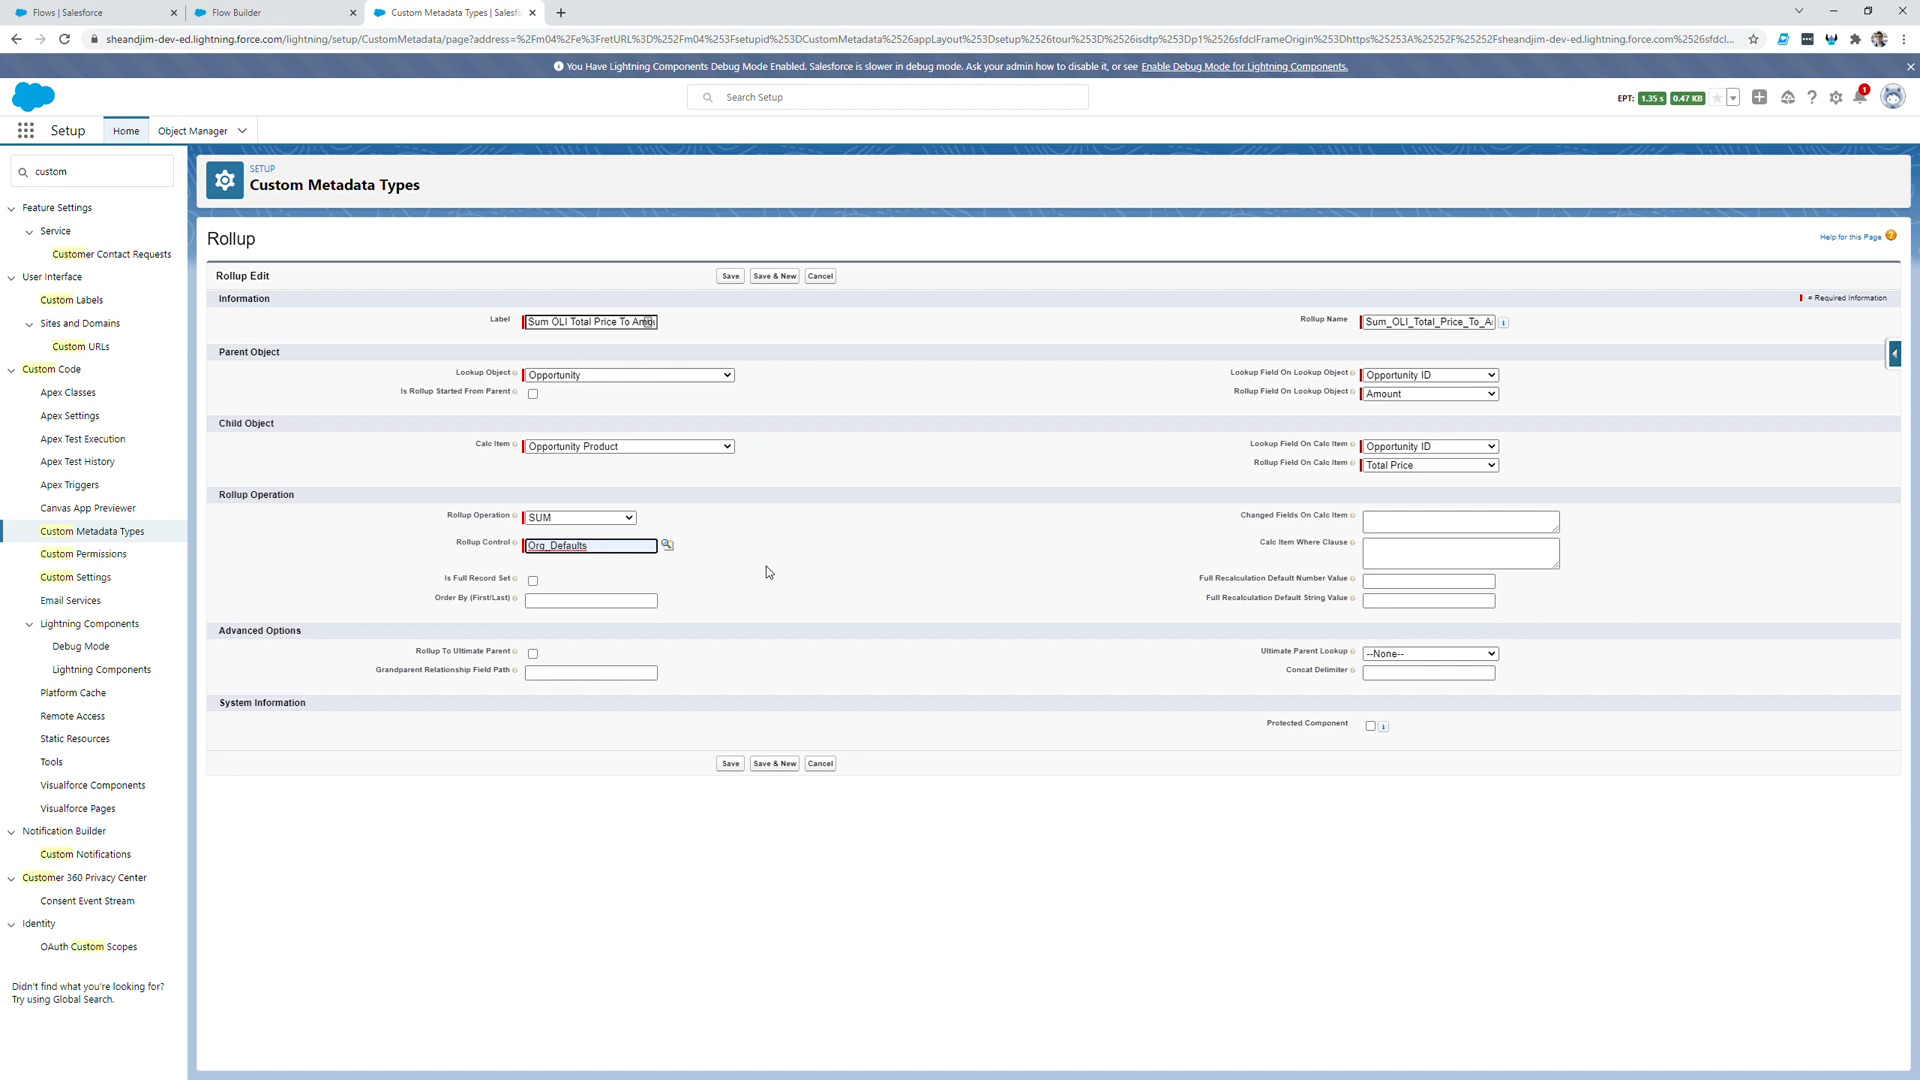 Flows | Salesforce
Flow Builder
Custom Metadata Types | Salesfo
sheandjim-dev-ed.lightning.force.com/lightning/setup/CustomMetadata/page?address=%2Fm04%2Fe%3FretURL%3D%252Fm04%253Fsetupid%253DCustomMetadata%2526appLayout%253Dsetup%2526tour%253D%2526isdtp%253Dp1%2526sfdcIFrameOrigin%253Dhttps%25253A%25252F%25252Fsheandjim-dev-ed.lightning.force.com%2526sfdcl...
You Have Lightning Components Debug Mode Enabled. Salesforce is slower in debug mode. Ask your admin how to disable it, or see Enable Debug Mode for Lightning Components.
Search Setup
EPT: 1.35 s 0.47 KB
1
Setup
Home
Object Manager
custom
Feature Settings
Service
Customer Contact Requests
User Interface
Custom Labels
Sites and Domains
Custom URLs
Custom Code
Apex Classes
Apex Settings
Apex Test Execution
Apex Test History
Apex Triggers
Canvas App Previewer
Custom Metadata Types
Custom Permissions
Custom Settings
Email Services
Lightning Components
Debug Mode
Lightning Components
Platform Cache
Remote Access
Static Resources
Tools
Visualforce Components
Visualforce Pages
Notification Builder
Custom Notifications
Customer 360 Privacy Center
Consent Event Stream
Identity
OAuth Custom Scopes
Didn't find what you're looking for?
Try using Global Search.
SETUP
Custom Metadata Types
Rollup
Help for this Page
Rollup Edit
Save
Save & New
Cancel
Information
= Required Information
Label
Sum OLI Total Price To Amo
Rollup Name
Sum_OLI_Total_Price_To_A
Parent Object
Lookup Object
Opportunity
Lookup Field On Lookup Object
Opportunity ID
Is Rollup Started From Parent
Rollup Field On Lookup Object
Amount
Child Object
Calc Item
Opportunity Product
Lookup Field On Calc Item
Opportunity ID
Rollup Field On Calc Item
Total Price
Rollup Operation
Rollup Operation
SUM
Changed Fields On Calc Item
Rollup Control
Org_Defaults
Calc Item Where Clause
Is Full Record Set
Full Recalculation Default Number Value
Order By (First/Last)
Full Recalculation Default String Value
Advanced Options
Rollup To Ultimate Parent
Ultimate Parent Lookup
--None--
Grandparent Relationship Field Path
Concat Delimiter
System Information
Protected Component
Save
Save & New
Cancel